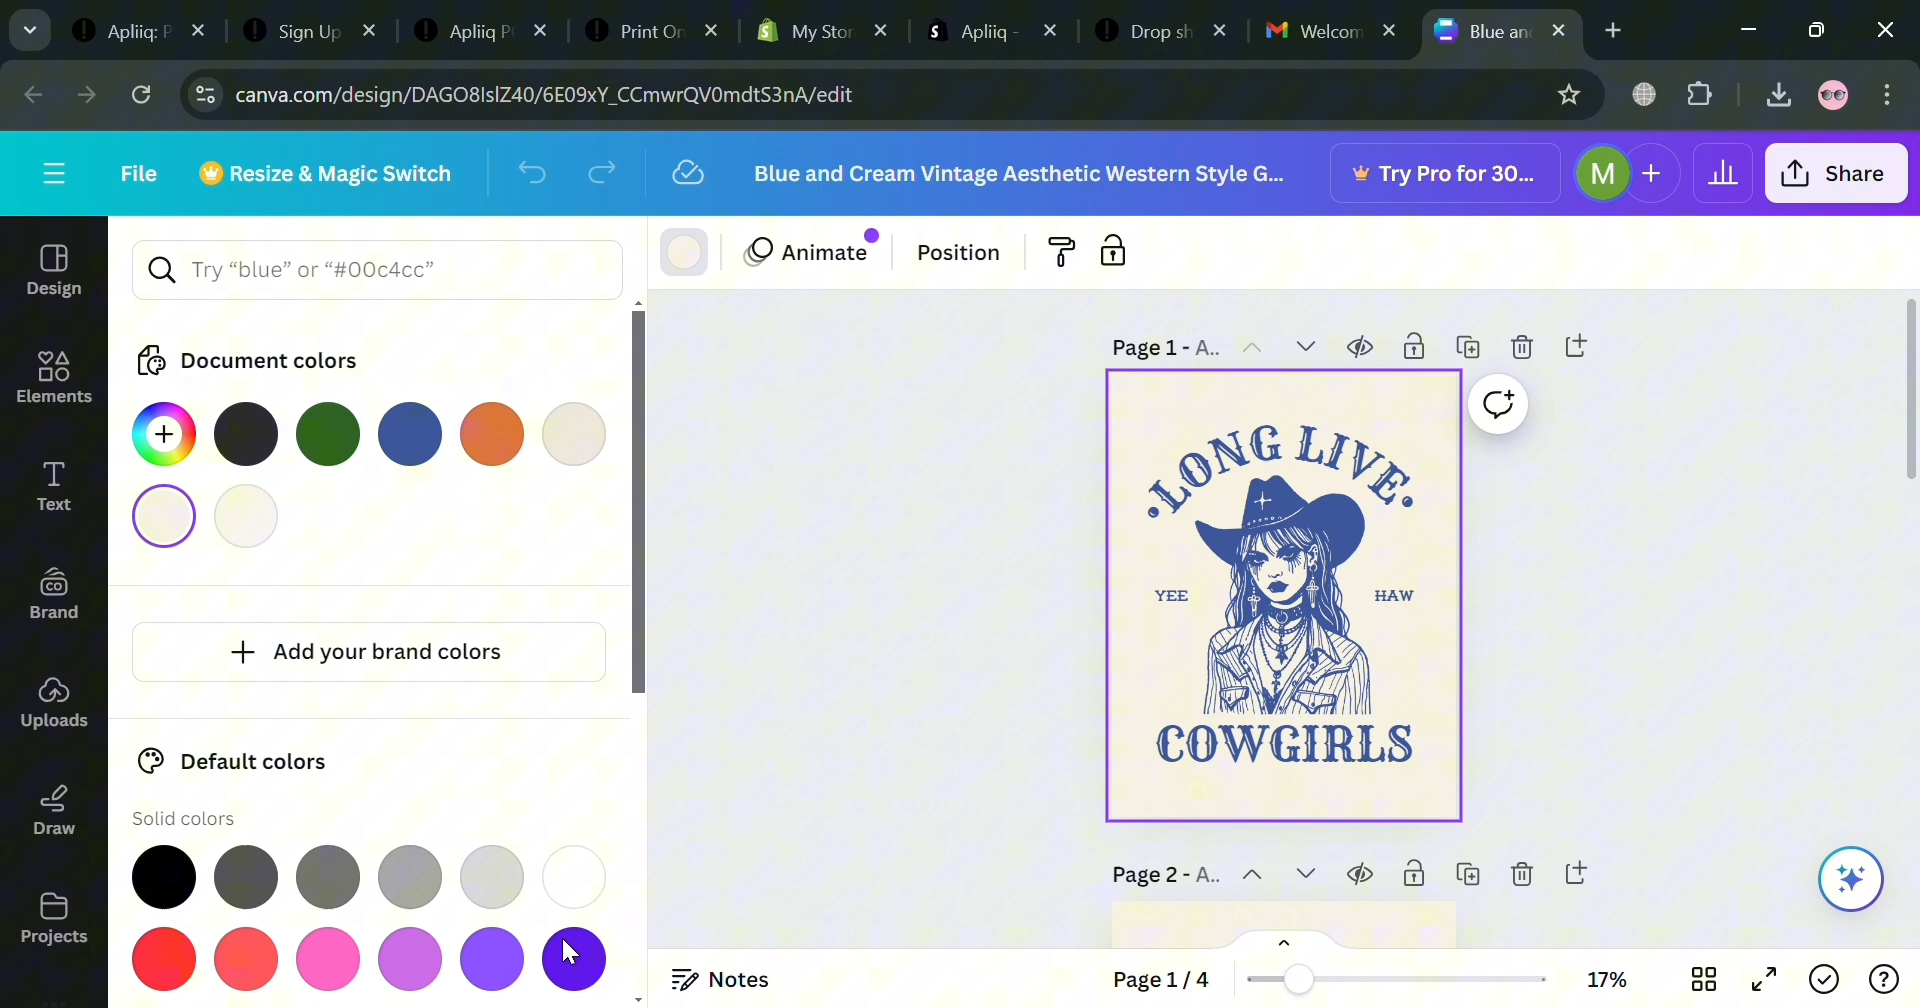 Apliiq: P
Sign Up
Apliiq P
Print On
My Stor
Apliiq -
Drop sh
Welcom
Blue an
canva.com/design/DAGO8IslZ40/6E09xY_CCmwrQV0mdtS3nA/edit
File
Resize & Magic Switch
Blue and Cream Vintage Aesthetic Western Style G...
Try Pro for 30...
M
Share
Design
Elements
Text
Brand
Uploads
Draw
Projects
Try “blue” or “#00c4cc”
Document colors
Add your brand colors
Default colors
Solid colors
Animate
Position
Page 1 - A..
·LONG LIVE·
YEE
HAW
COWGIRLS
Page 2 - A..
Notes
Page 1 / 4
17%